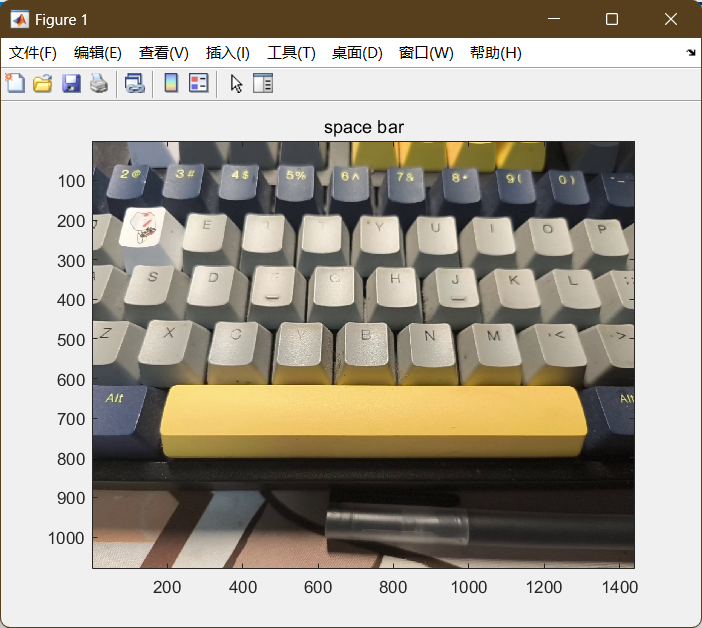 Figure 1
文件(F) 编辑(E) 查看(V) 插入(I) 工具(T) 桌面(D) 窗口(W) 帮助(H)
space bar
100
200
300
400
500
600
700
800
900
1000
200 400 600 800 1000 1200 1400
2@ 3# 4$ 5% 6^ 7& 8* 9( 0)
E Y U I O P
S D G H J K L
Z X C V B N M ,< .>
Alt Alt